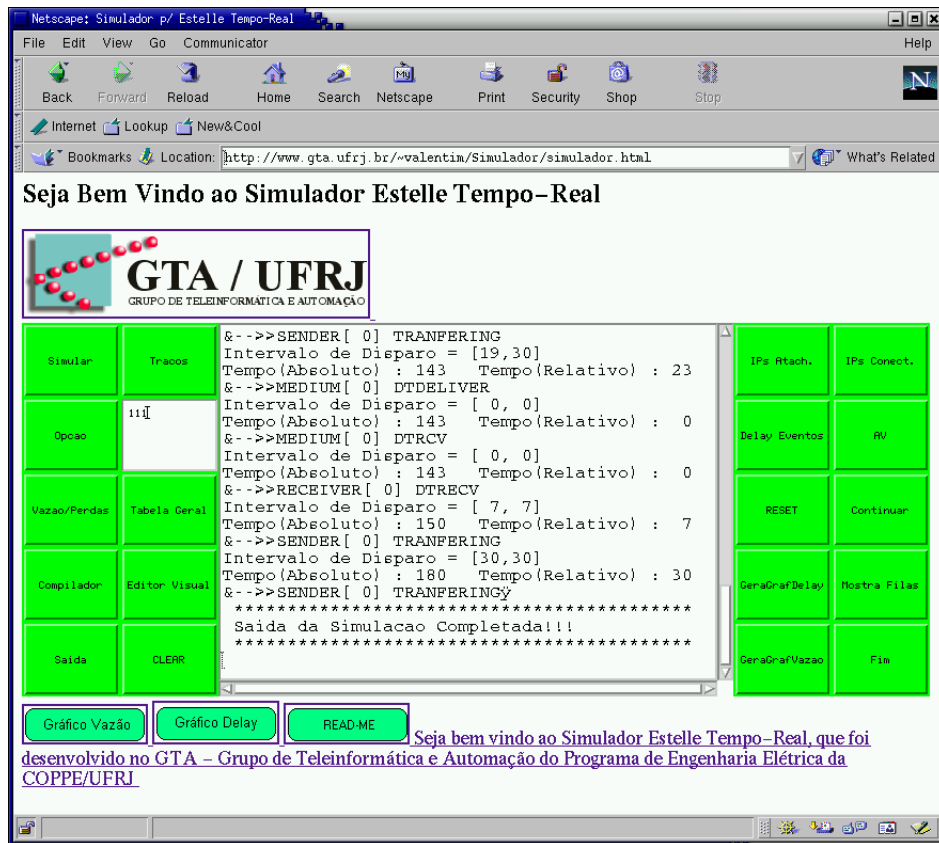 Netscape: Simulador p/ Estelle Tempo-Real
File Edit View Go Communicator Help
Back Forward Reload Home Search Netscape Print Security Shop Stop
My
N
Internet Lookup New&Cool
Bookmarks Location: http://www.gta.ufrj.br/~valentim/Simulador/simulador.html What's Related
Seja Bem Vindo ao Simulador Estelle Tempo-Real
GTA / UFRJ
GRUPO DE TELEINFORMÁTICA E AUTOMAÇÃO
Simular Tracos
Opcao 111
Vazao/Perdas Tabela Geral
Compilador Editor Visual
Saida CLEAR
&-->>SENDER[ 0] TRANFERING
Intervalo de Disparo = [19,30]
Tempo(Absoluto) : 143 Tempo(Relativo) : 23
&-->>MEDIUM[ 0] DTDELIVER
Intervalo de Disparo = [ 0, 0]
Tempo(Absoluto) : 143 Tempo(Relativo) : 0
&-->>MEDIUM[ 0] DTRCV
Intervalo de Disparo = [ 0, 0]
Tempo(Absoluto) : 143 Tempo(Relativo) : 0
&-->>RECEIVER[ 0] DTRECV
Intervalo de Disparo = [ 7, 7]
Tempo(Absoluto) : 150 Tempo(Relativo) : 7
&-->>SENDER[ 0] TRANFERING
Intervalo de Disparo = [30,30]
Tempo(Absoluto) : 180 Tempo(Relativo) : 30
&-->>SENDER[ 0] TRANFERINGÿ
******************************************
Saida da Simulacao Completada!!!
******************************************
IPs Atach. IPs Conect.
Delay Eventos AV
RESET Continuar
GeraGrafDelay Mostra Filas
GeraGrafVazao Fim
Gráfico Vazão Gráfico Delay READ-ME Seja bem vindo ao Simulador Estelle Tempo-Real, que foi
desenvolvido no GTA - Grupo de Teleinformática e Automação do Programa de Engenharia Elétrica da
COPPE/UFRJ